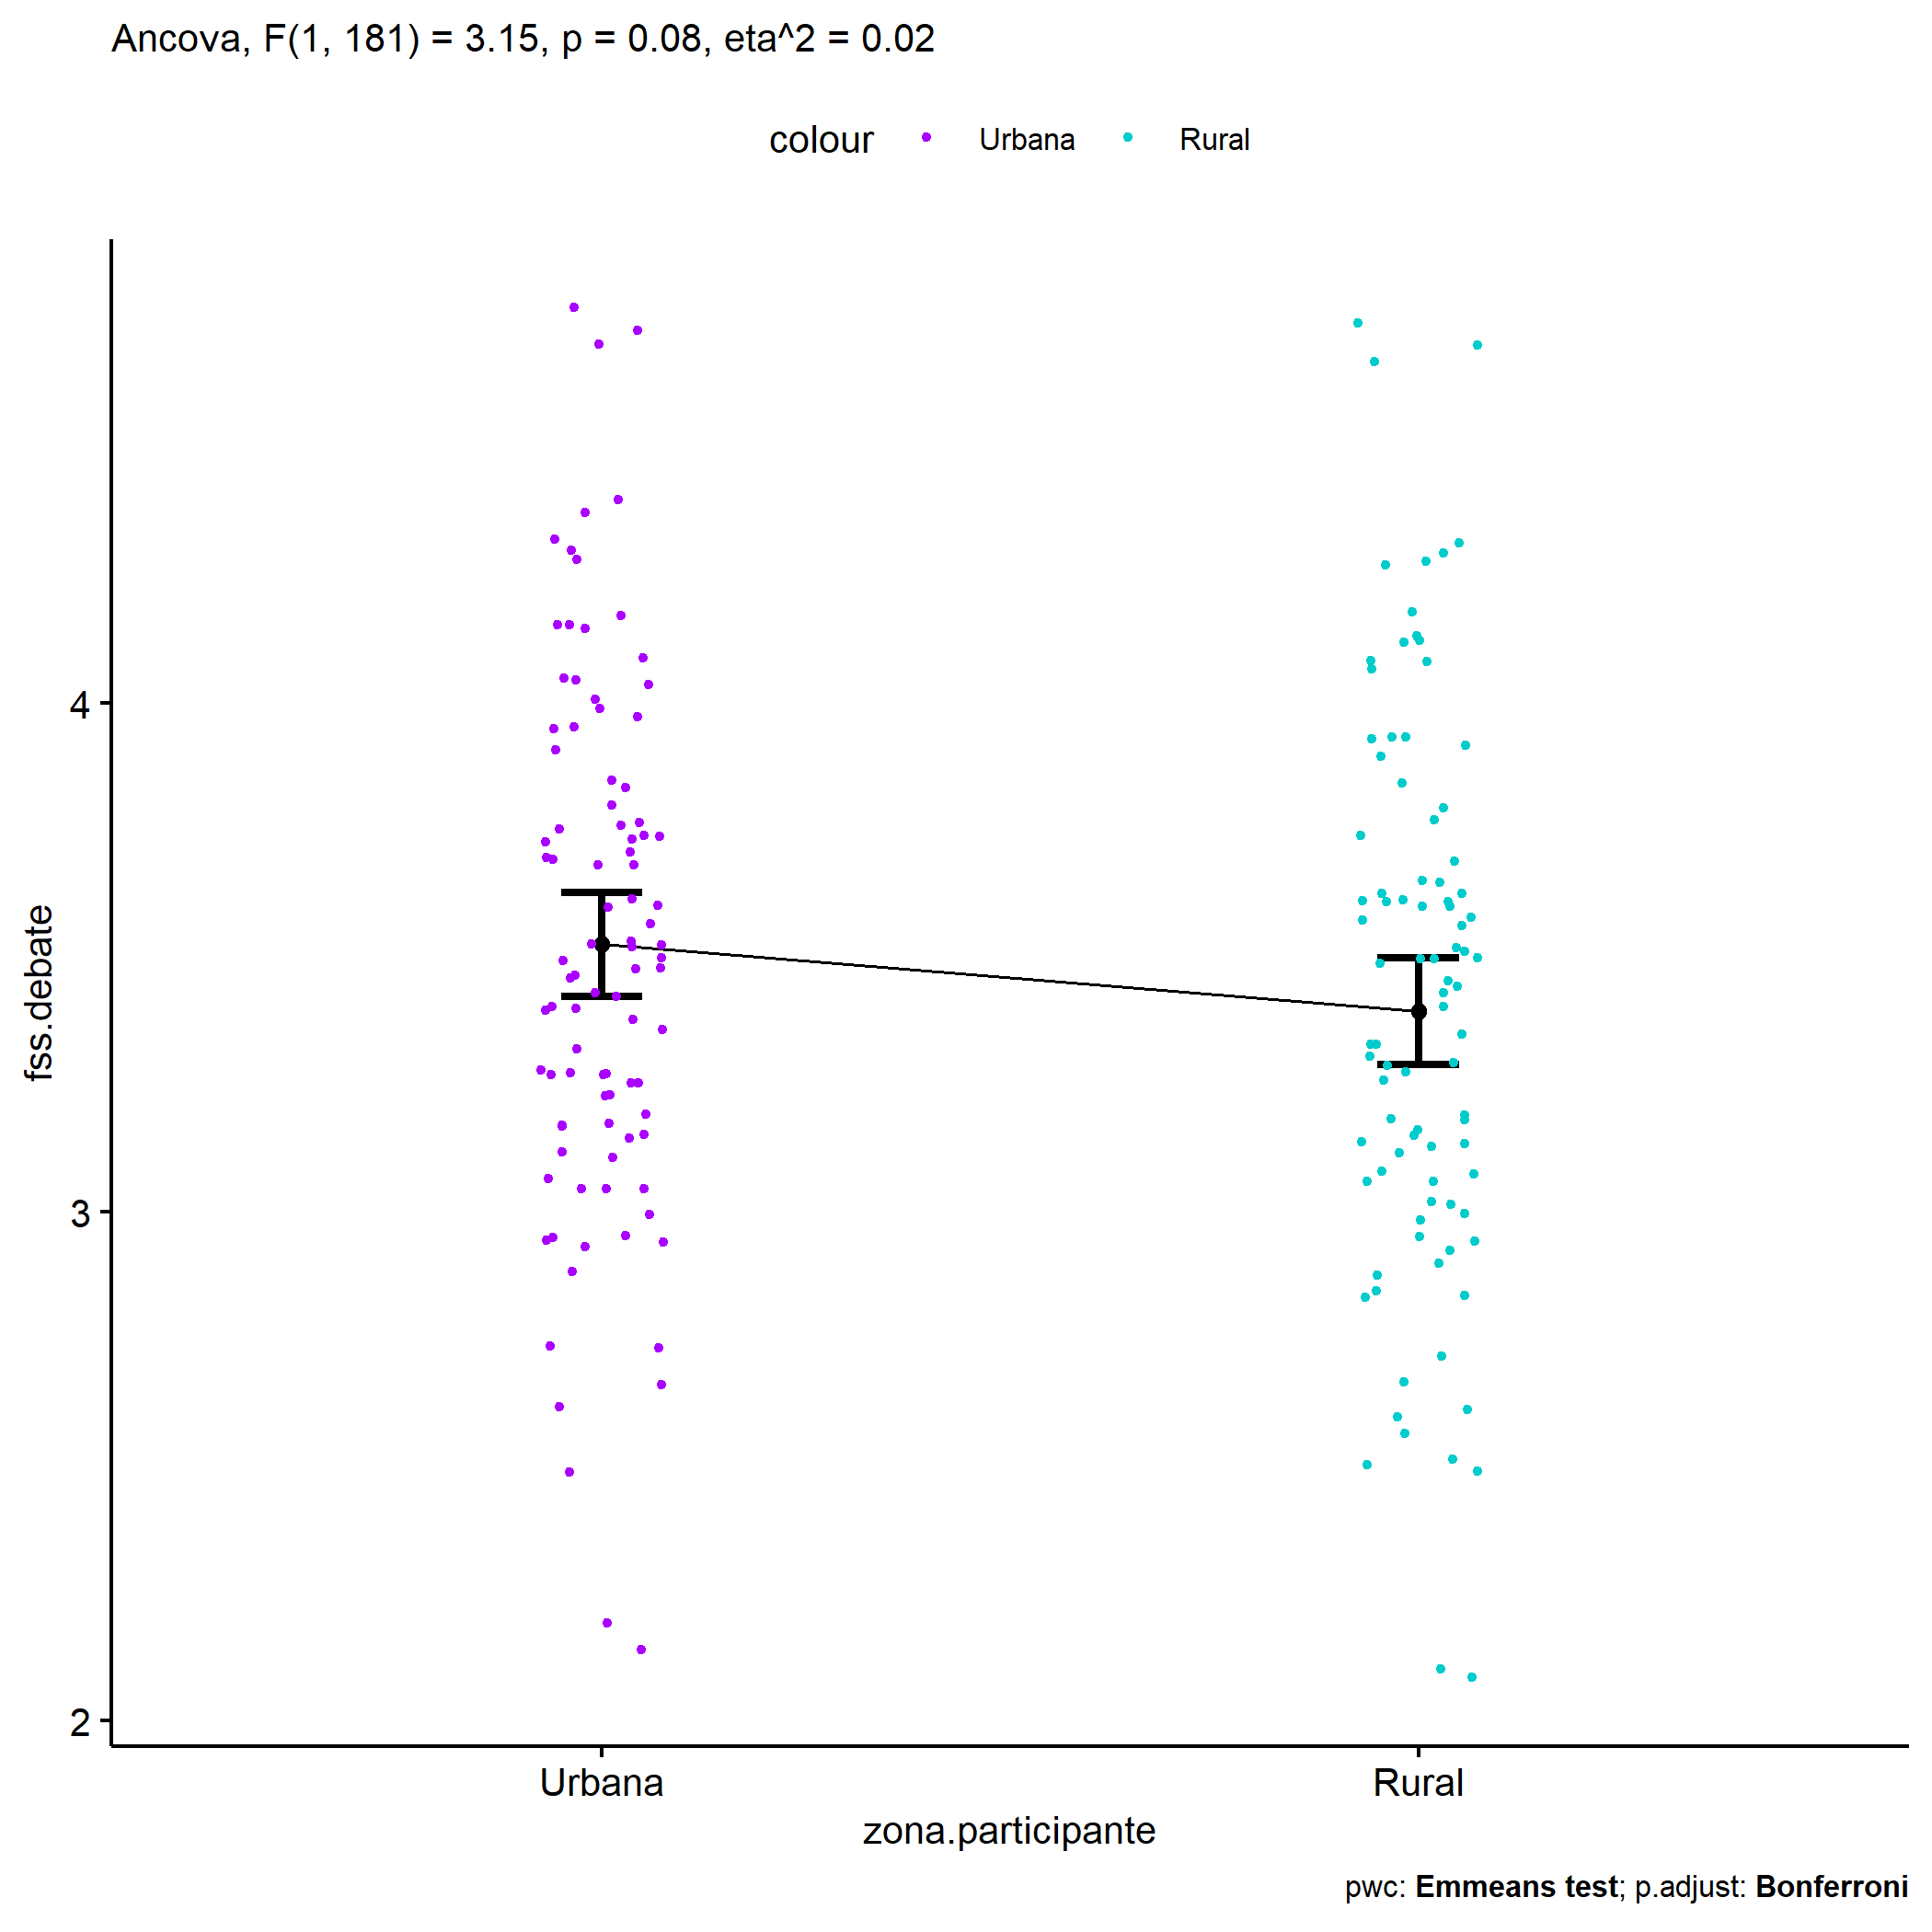 Ancova, F(1, 181) = 3.15, p = 0.08, eta^2 = 0.02
colour Urbana Rural
4
3
2
fss.debate
Urbana Rural
zona.participante
pwc: Emmeans test; p.adjust: Bonferroni